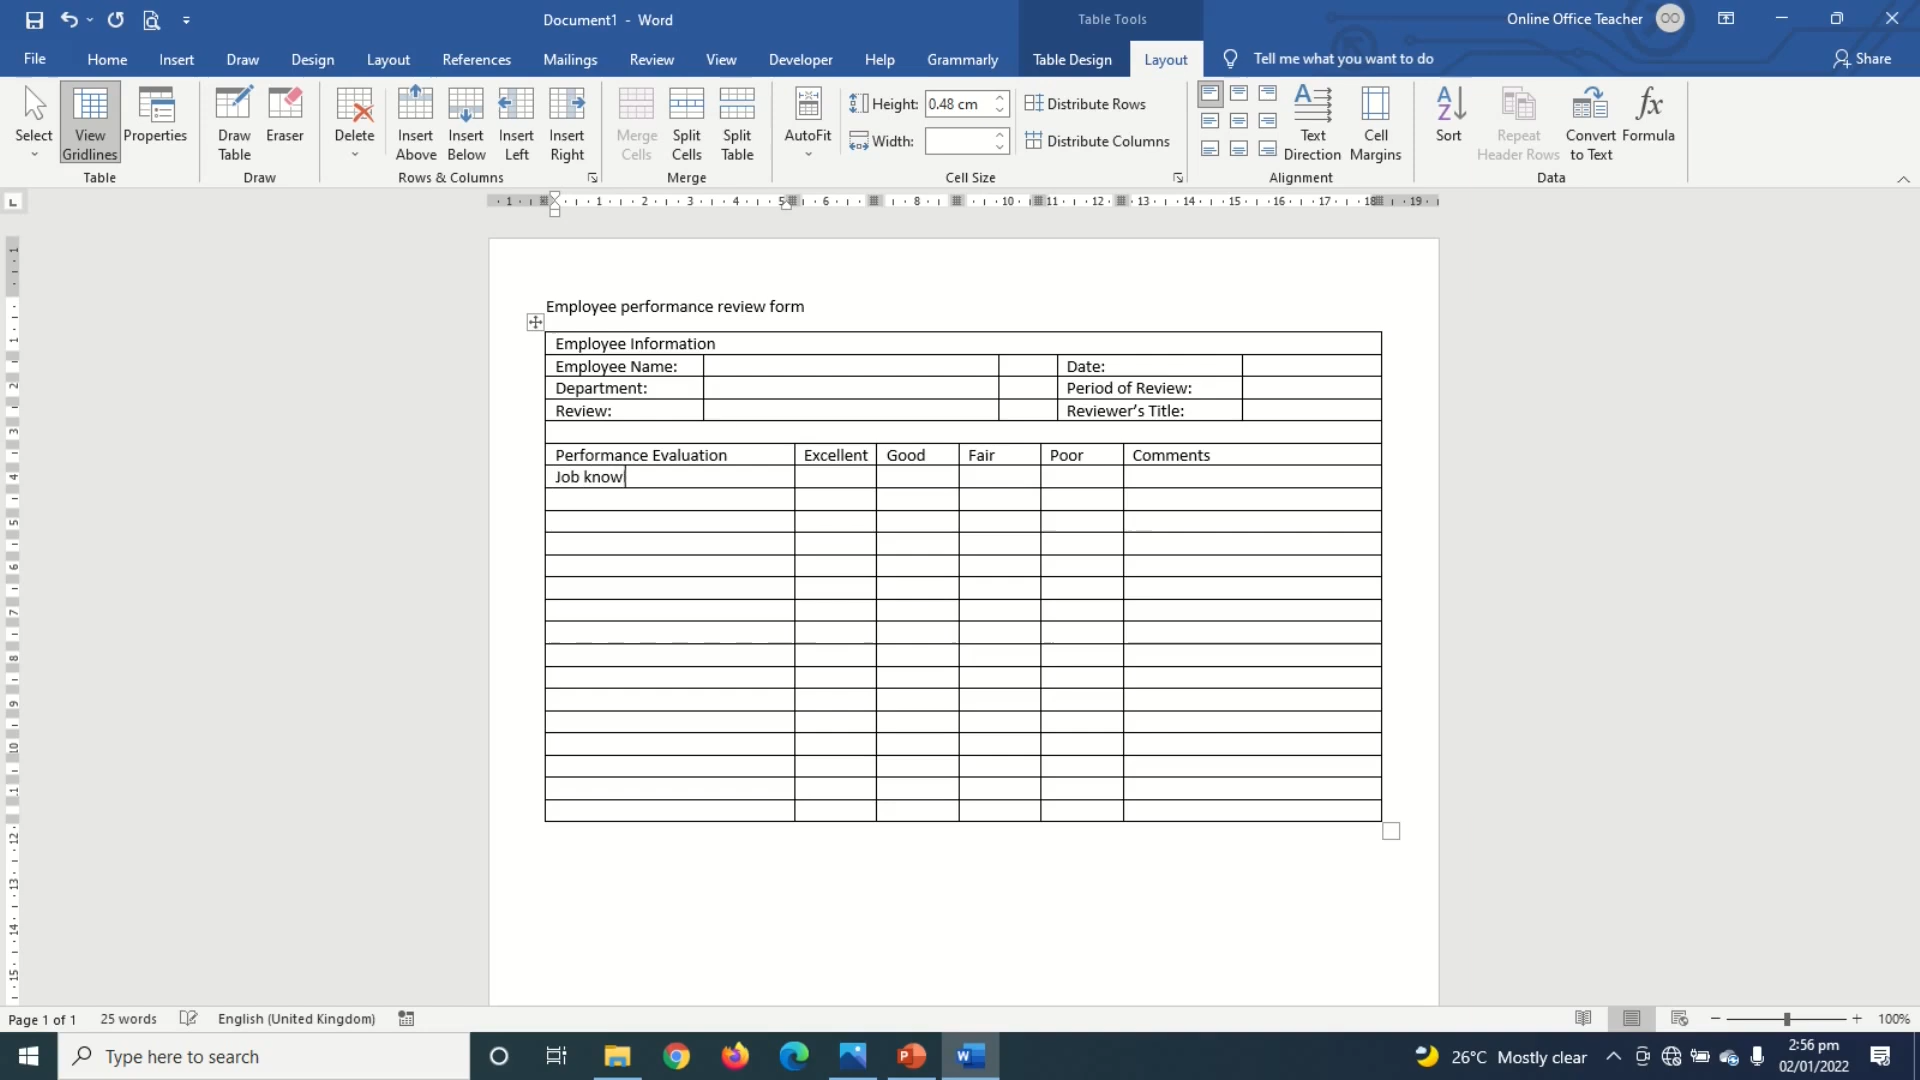 Document1 - Word
Table Tools
Online Office Teacher
OO
File Home Insert Draw Design Layout References Mailings Review View Developer Help Grammarly Table Design Layout Tell me what you want to do Share
Select
View Gridlines
Properties
Table
Draw Table
Eraser
Draw
Delete
Insert Above
Insert Below
Insert Left
Insert Right
Rows & Columns
Merge Cells
Split Cells
Split Table
Merge
AutoFit
Height: 0.48 cm
Width:
Distribute Rows
Distribute Columns
Cell Size
Text Direction
Cell Margins
Alignment
Sort
Repeat Header Rows
Convert to Text
Formula
Data
Employee performance review form
Employee Information
Employee Name: Date:
Department: Period of Review:
Review: Reviewer’s Title:
Performance Evaluation Excellent Good Fair Poor Comments
Job know
Page 1 of 1 25 words English (United Kingdom) 100%
Type here to search
26°C Mostly clear
2:56 pm
02/01/2022